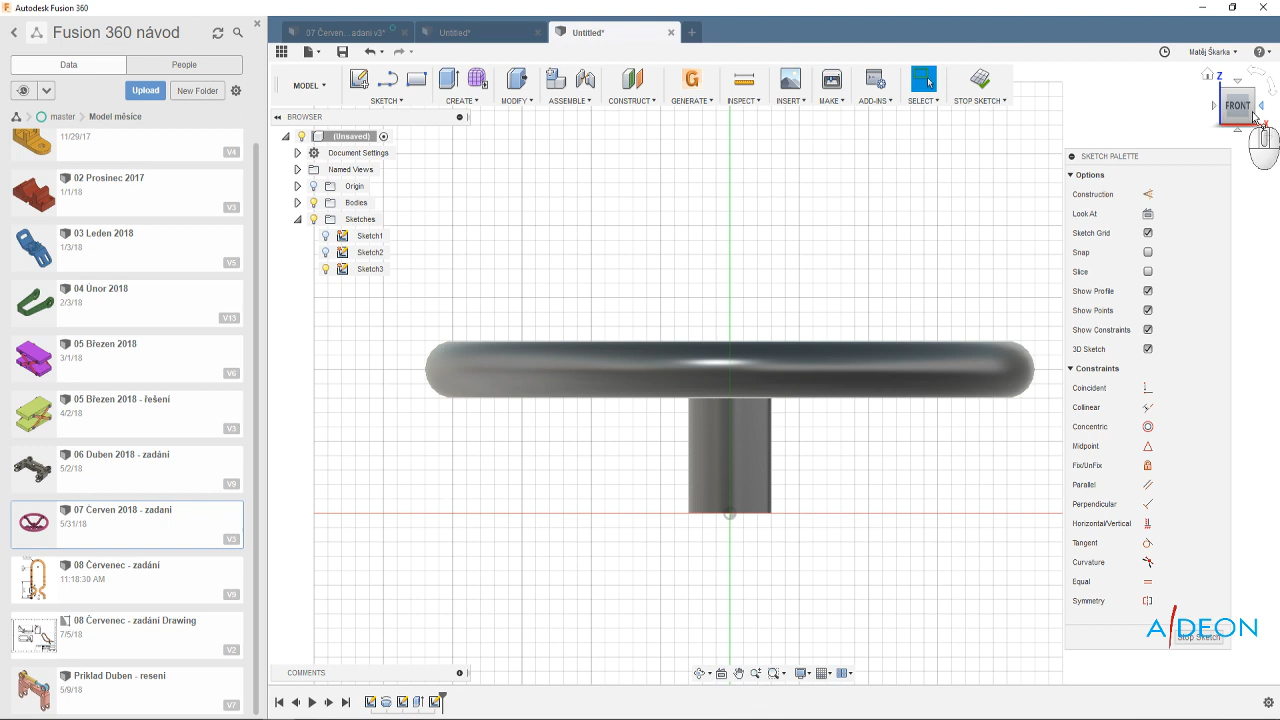 Autodesk Fusion 360
Fusion 360 návod
07 Červen...adani v3*
Untitled*
Untitled*
Matěj Škarka
Data
People
Upload
New Folder
master
Model měsíce
11/29/17
V4
02 Prosinec 2017
1/1/18
V3
03 Leden 2018
1/3/18
V5
04 Únor 2018
2/3/18
V13
05 Březen 2018
3/1/18
V6
05 Březen 2018 - řešení
4/2/18
V3
06 Duben 2018 - zadání
5/2/18
V9
07 Červen 2018 - zadani
5/31/18
V3
08 Červenec - zadání
11:18:30 AM
V9
08 Červenec - zadání Drawing
7/5/18
V2
Priklad Duben - reseni
5/9/18
V7
MODEL
SKETCH
CREATE
MODIFY
ASSEMBLE
CONSTRUCT
GENERATE
INSPECT
INSERT
MAKE
ADD-INS
SELECT
STOP SKETCH
BROWSER
(Unsaved)
Document Settings
Named Views
Origin
Bodies
Sketches
Sketch1
Sketch2
Sketch3
Z
FRONT
X
SKETCH PALETTE
Options
Construction
Look At
Sketch Grid
Snap
Slice
Show Profile
Show Points
Show Constraints
3D Sketch
Constraints
Coincident
Collinear
Concentric
Midpoint
Fix/UnFix
Parallel
Perpendicular
Horizontal/Vertical
Tangent
Curvature
Equal
Symmetry
Stop Sketch
A/DEON
COMMENTS